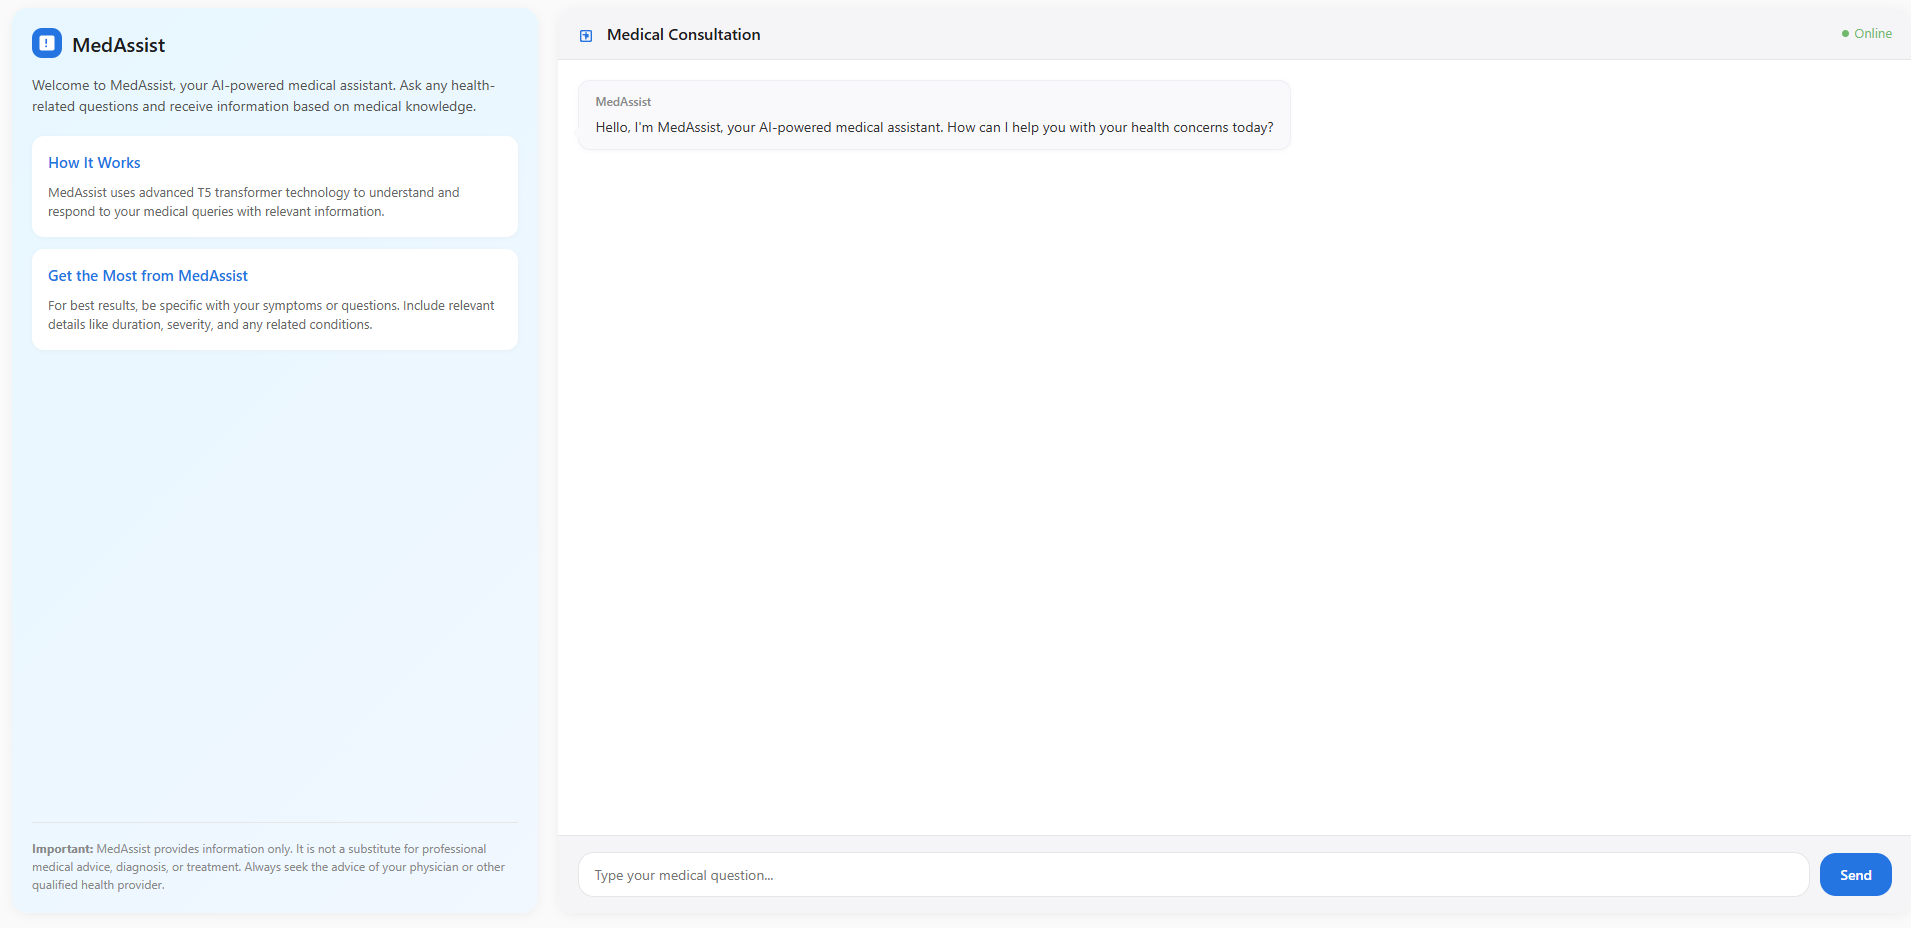 MedAssist
Welcome to MedAssist, your AI-powered medical assistant. Ask any health-
related questions and receive information based on medical knowledge.
How It Works
MedAssist uses advanced T5 transformer technology to understand and
respond to your medical queries with relevant information.
Get the Most from MedAssist
For best results, be specific with your symptoms or questions. Include relevant
details like duration, severity, and any related conditions.
Important: MedAssist provides information only. It is not a substitute for professional
medical advice, diagnosis, or treatment. Always seek the advice of your physician or other
qualified health provider.
Medical Consultation
Online
MedAssist
Hello, I'm MedAssist, your AI-powered medical assistant. How can I help you with your health concerns today?
Type your medical question...
Send